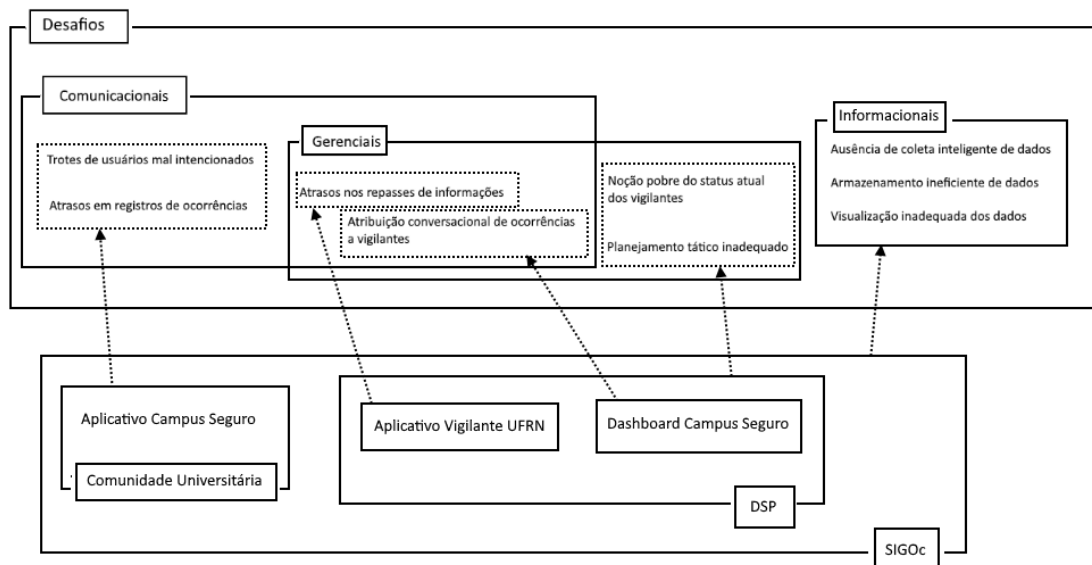 Desafios
Comunicacionais
Trotes de usuários mal intencionados
Atrasos em registros de ocorrências
Gerenciais
Atrasos nos repasses de informações
Atribuição conversacional de ocorrências
a vigilantes
Noção pobre do status atual
dos vigilantes
Planejamento tático inadequado
Informacionais
Ausência de coleta inteligente de dados
Armazenamento ineficiente de dados
Visualização inadequada dos dados
Aplicativo Campus Seguro
Comunidade Universitária
Aplicativo Vigilante UFRN
Dashboard Campus Seguro
DSP
SIGOc